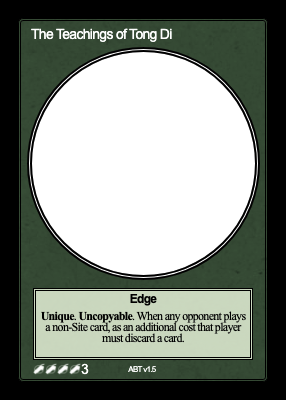 The Teachings of Tong Di
Edge
Unique. Uncopyable. When any opponent plays
a non-Site card, as an additional cost that player
must discard a card.
3
ABT v1.5